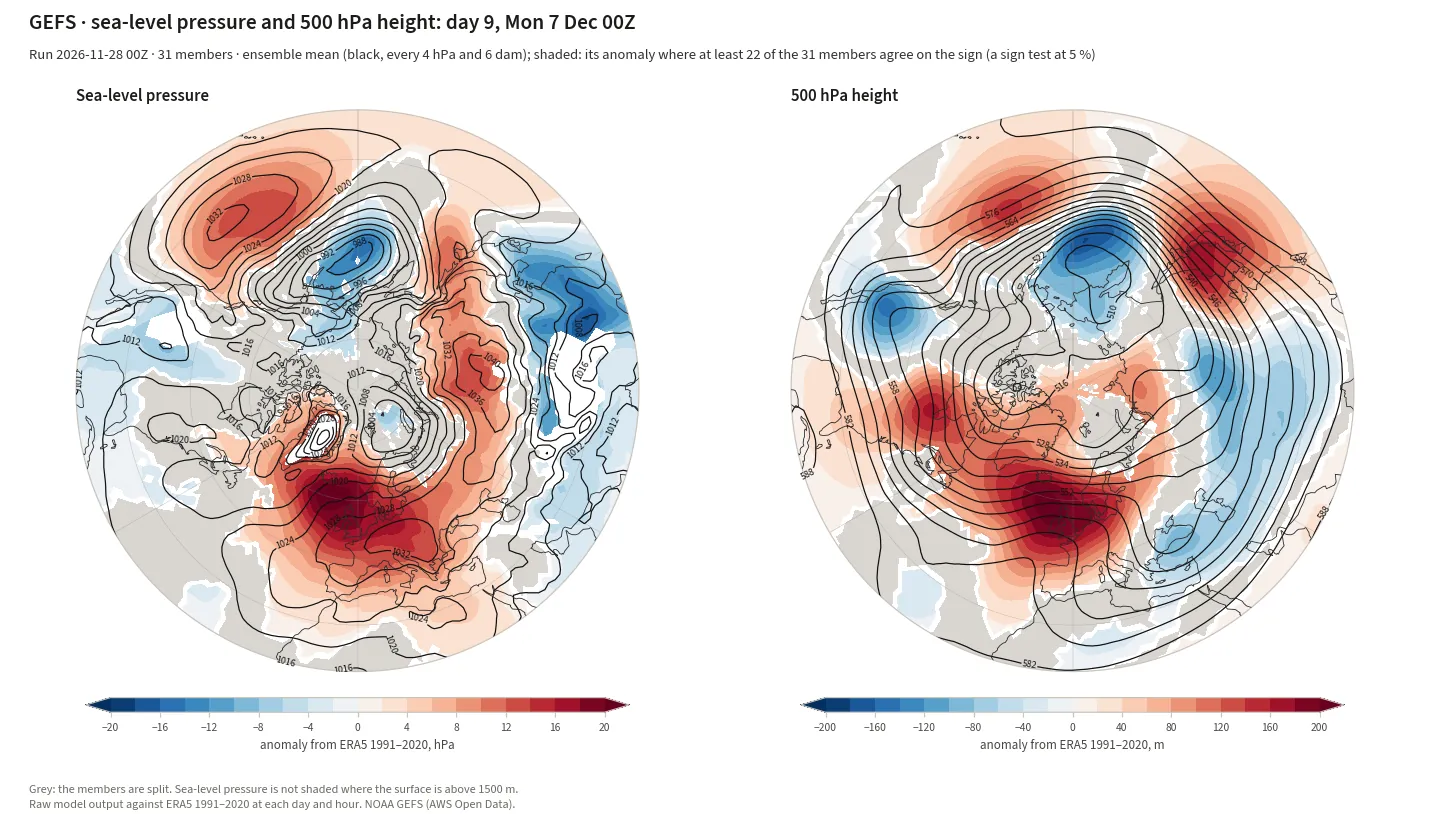 GEFS · sea-level pressure and 500 hPa height: day 9, Mon 7 Dec 00Z
Run 2026-11-28 00Z · 31 members · ensemble mean (black, every 4 hPa and 6 dam); shaded: its anomaly where at least 22 of the 31 members agree on the sign (a sign test at 5 %)
Sea-level pressure
500 hPa height
−20 −16 −12 −8 −4 0 4 8 12 16 20
anomaly from ERA5 1991–2020, hPa
−200 −160 −120 −80 −40 0 40 80 120 160 200
anomaly from ERA5 1991–2020, m
Grey: the members are split. Sea-level pressure is not shaded where the surface is above 1500 m.
Raw model output against ERA5 1991–2020 at each day and hour. NOAA GEFS (AWS Open Data).